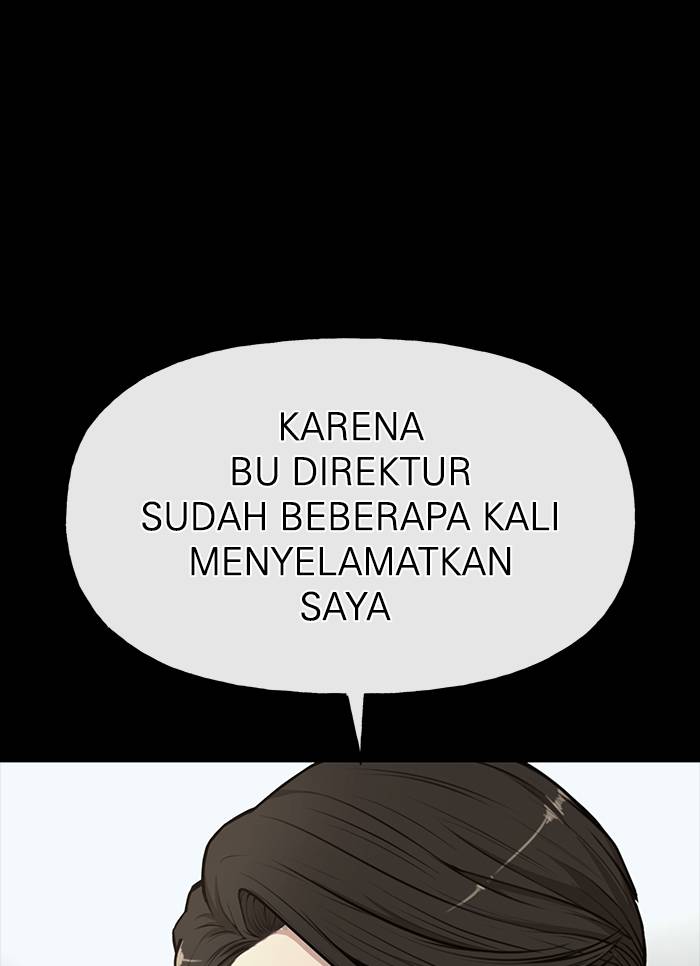 KARENA
BU DIREKTUR
SUDAH BEBERAPA KALI
MENYELAMATKAN
SAYA